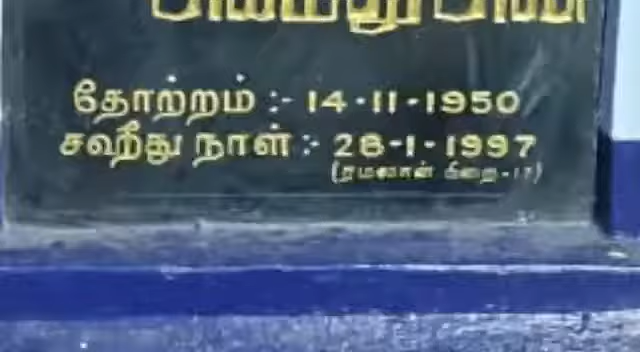 தோற்றம் :- 14-11-1950
சஹீது நாள் :- 28-1-1997
(ரமலான் பிறை-17)